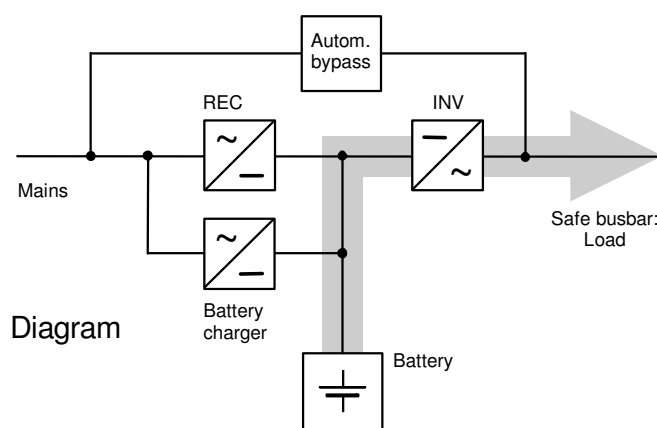 Autom.
bypass
REC
INV
Mains
Safe busbar:
Load
Battery
charger
Diagram
Battery